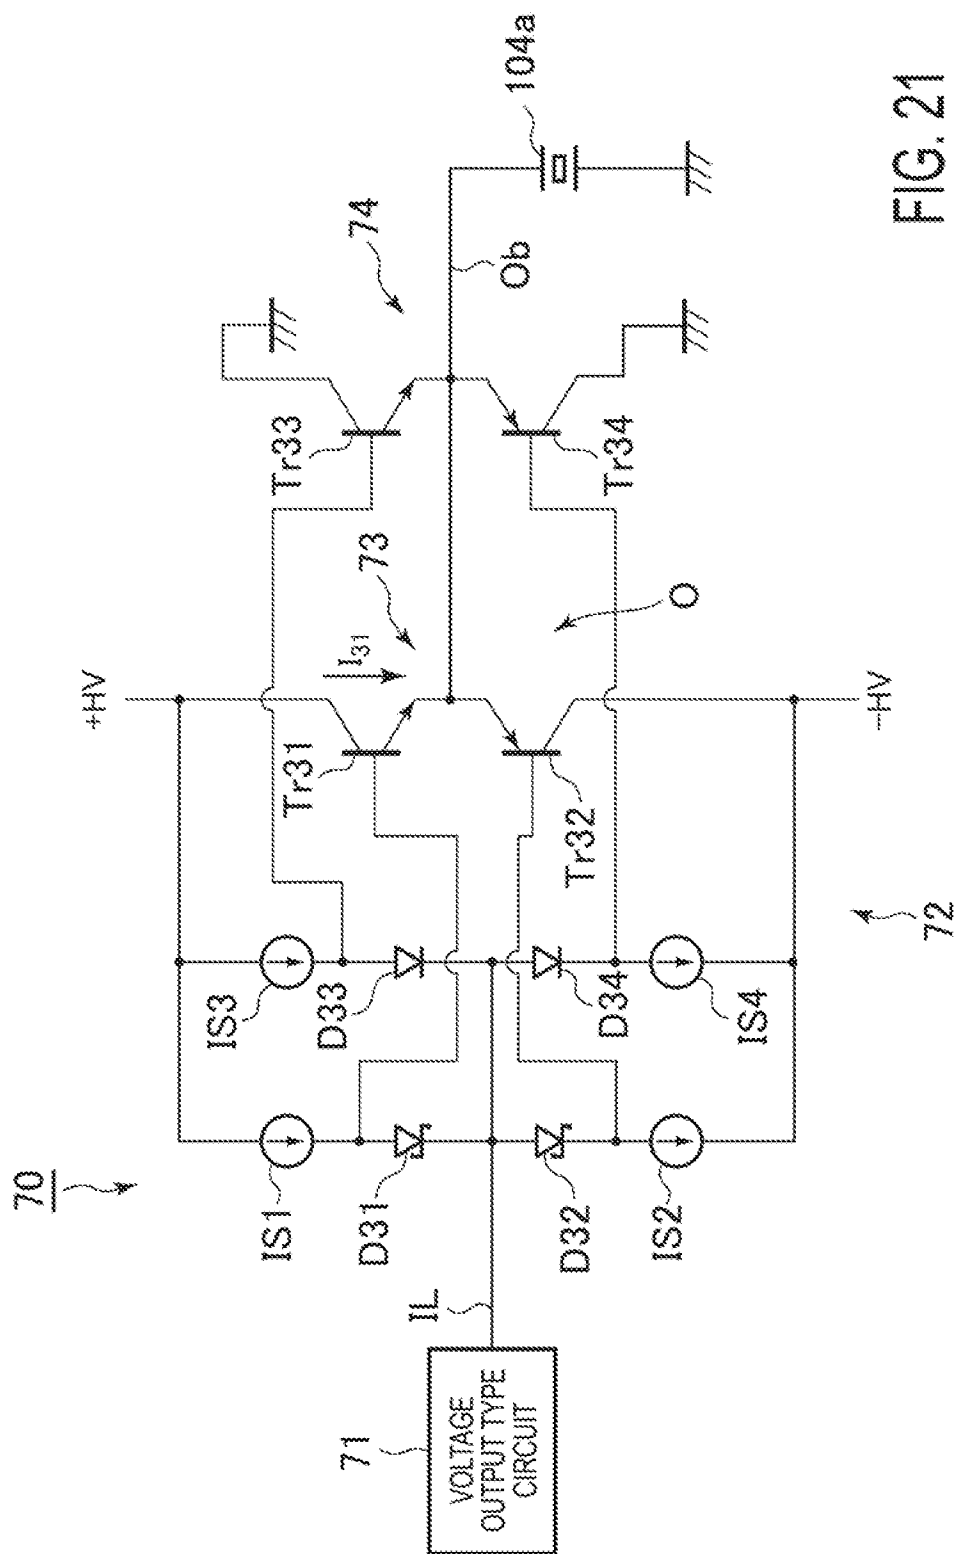 70
71
VOLTAGE
OUTPUT TYPE
CIRCUIT
IL
IS1
D31
D32
IS2
IS3
D33
D34
IS4
72
+HV
-HV
Tr31
Tr32
I31
73
O
Tr33
Tr34
74
Ob
104a
FIG. 21